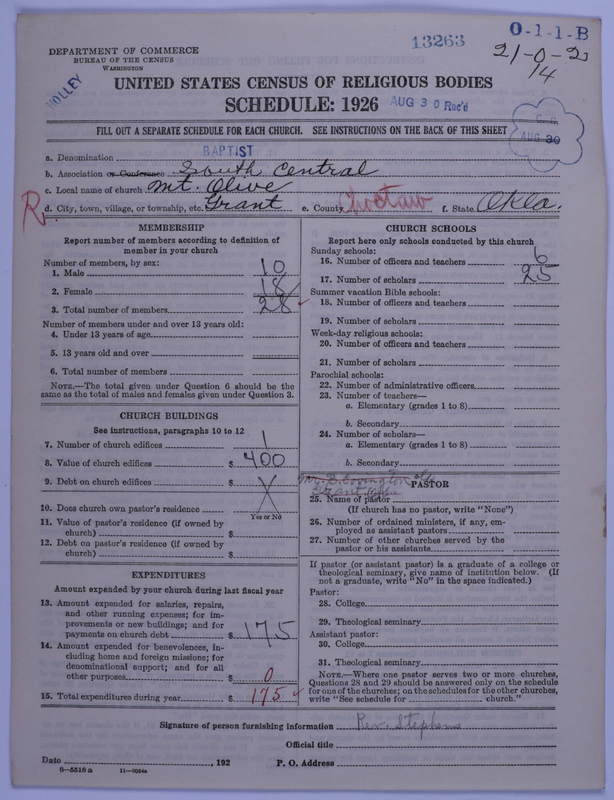 13263
O-1-1-B
21-0-2
14
DEPARTMENT OF COMMERCE
BUREAU OF THE CENSUS
WASHINGTON
HOLLEY
UNITED STATES CENSUS OF RELIGIOUS BODIES
SCHEDULE: 1926
AUG 30 Rec'd
FILL OUT A SEPARATE SCHEDULE FOR EACH CHURCH. SEE INSTRUCTIONS ON THE BACK OF THIS SHEET
AUG 30
a. Denomination BAPTIST
b. Association or Conference South Central
c. Local name of church Mt. Olive
R
d. City, town, village, or township, etc. Grant e. County Choctaw f. State Okla.
MEMBERSHIP
Report number of members according to definition of
member in your church
Number of members, by sex:
1. Male 10
2. Female 18
3. Total number of members 28
Number of members under and over 13 years old:
4. Under 13 years of age
5. 13 years old and over
6. Total number of members
NOTE.—The total given under Question 6 should be the
same as the total of males and females given under Question 3.
CHURCH BUILDINGS
See instructions, paragraphs 10 to 12
7. Number of church edifices 1
8. Value of church edifices $ 400
9. Debt on church edifices $ X
10. Does church own pastor's residence
Yes or No
11. Value of pastor's residence (if owned by
church) $
12. Debt on pastor's residence (if owned by
church) $
EXPENDITURES
Amount expended by your church during last fiscal year
13. Amount expended for salaries, repairs,
and other running expenses; for im-
provements or new buildings; and for
payments on church debt $ 175
14. Amount expended for benevolences, in-
cluding home and foreign missions; for
denominational support; and for all
other purposes $ 0
15. Total expenditures during year $ 175
CHURCH SCHOOLS
Report here only schools conducted by this church
Sunday schools:
16. Number of officers and teachers 6
17. Number of scholars 25
Summer vacation Bible schools:
18. Number of officers and teachers
19. Number of scholars
Week-day religious schools:
20. Number of officers and teachers
21. Number of scholars
Parochial schools:
22. Number of administrative officers
23. Number of teachers—
a. Elementary (grades 1 to 8)
b. Secondary
24. Number of scholars—
a. Elementary (grades 1 to 8)
b. Secondary
B. Covington
Grant Okla.
PASTOR
25. Name of pastor
(If church has no pastor, write "None")
26. Number of ordained ministers, if any, em-
ployed as assistant pastors
27. Number of other churches served by the
pastor or his assistants
If pastor (or assistant pastor) is a graduate of a college or
theological seminary, give name of institution below. (If
not a graduate, write "No" in the space indicated.)
Pastor:
28. College
29. Theological seminary
Assistant pastor:
30. College
31. Theological seminary
NOTE.—Where one pastor serves two or more churches,
Questions 28 and 29 should be answered only on the schedule
for one of the churches; on the schedules for the other churches,
write "See schedule for church."
Signature of person furnishing information Rev. Stephens
Official title
Date , 192 P. O. Address
6—5518a 11—9034a